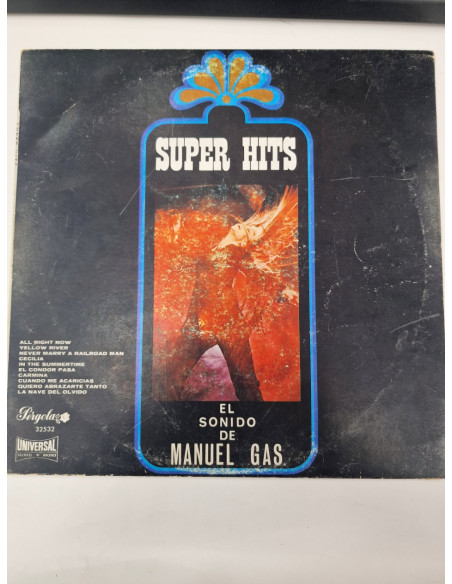 SUPER HITS
ALL RIGHT NOW
YELLOW RIVER
NEVER MARRY A RAILROAD MAN
CECILIA
IN THE SUMMERTIME
EL CONDOR PASA
CARMINA
CUANDO ME ACARICIAS
QUIERO ABRAZARTE TANTO
LA NAVE DEL OLVIDO
Pérgola
32532
UNIVERSAL
EL
SONIDO
DE
MANUEL GAS